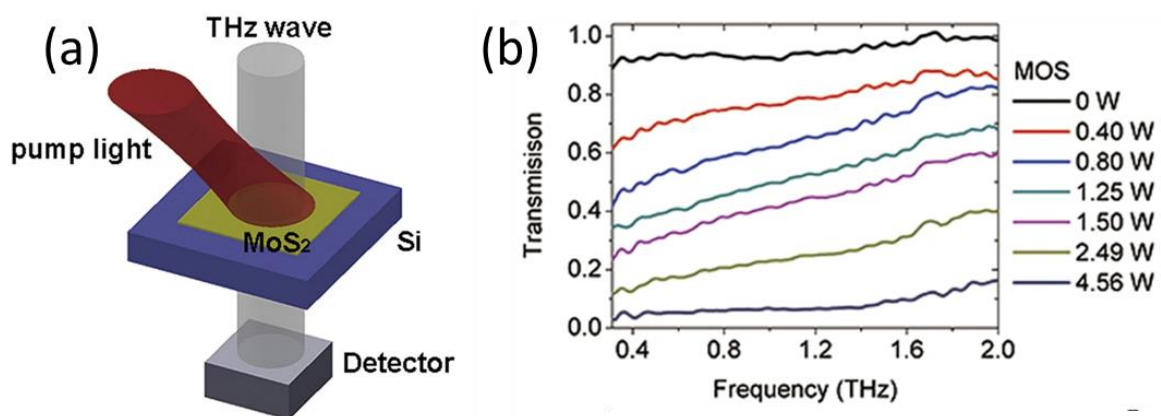 (a)
THz wave
pump light
MoS₂
Si
Detector
(b)
Transmisison
1.0
0.8
0.6
0.4
0.2
0.0
0.4
0.8
1.2
1.6
2.0
Frequency (THz)
MOS
0 W
0.40 W
0.80 W
1.25 W
1.50 W
2.49 W
4.56 W